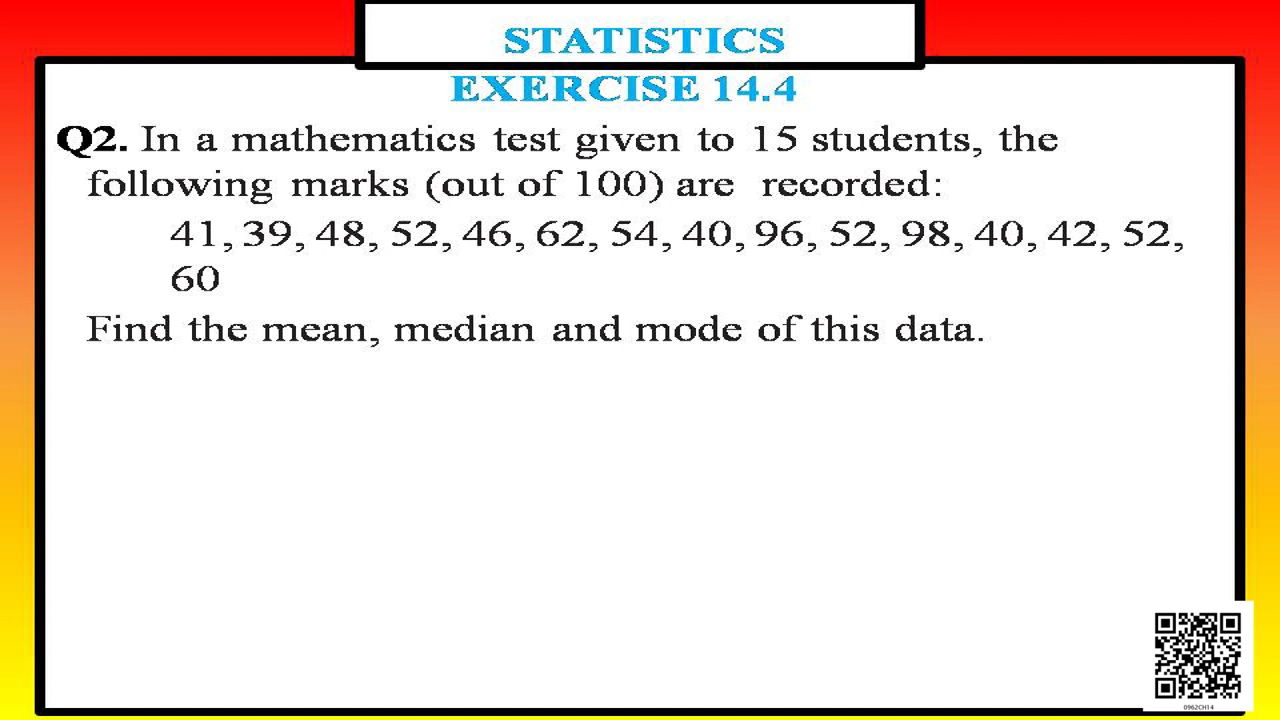 STATISTICS
EXERCISE 14.4
Q2. In a mathematics test given to 15 students, the
following marks (out of 100) are recorded:
41, 39, 48, 52, 46, 62, 54, 40, 96, 52, 98, 40, 42, 52,
60
Find the mean, median and mode of this data.
0962CH14